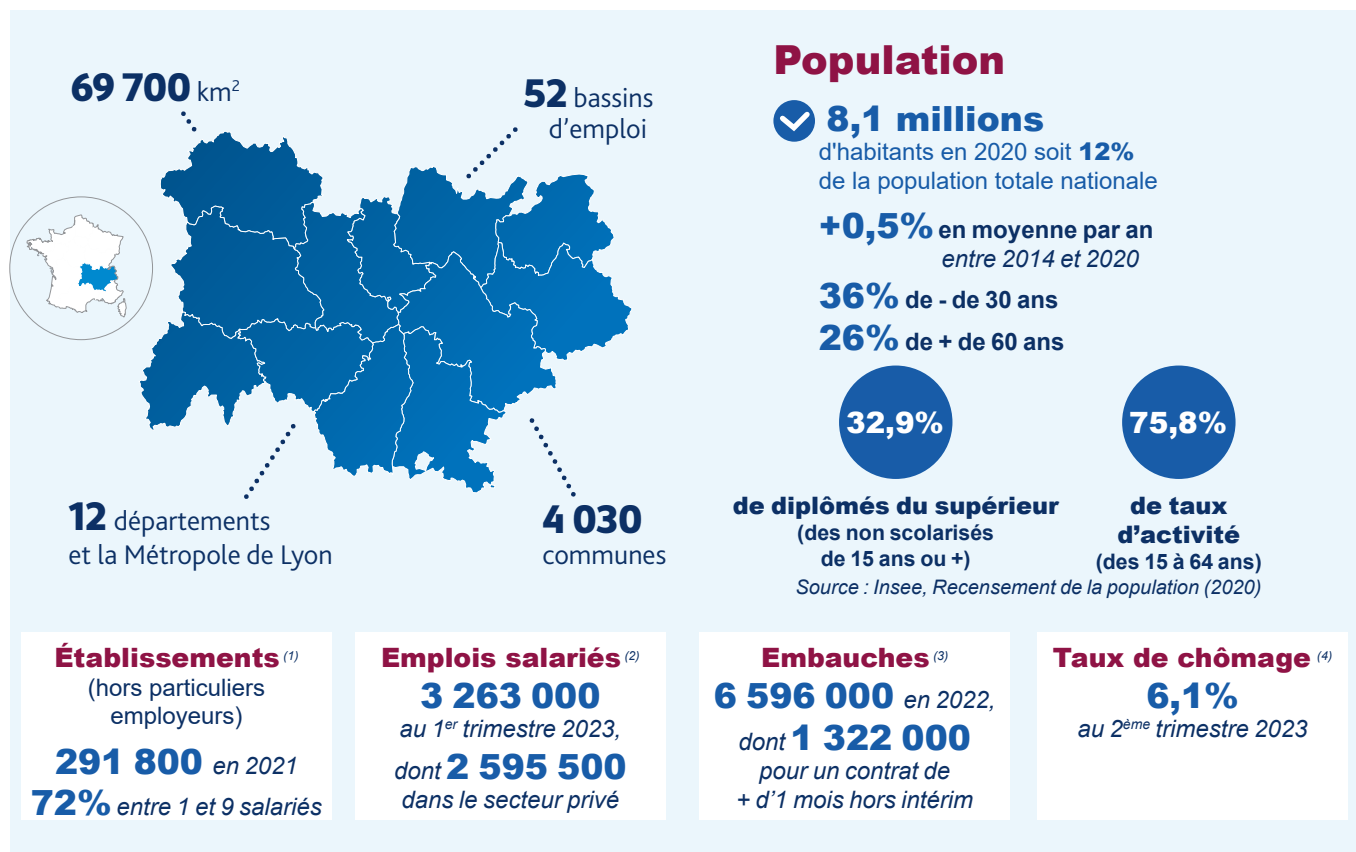 69 700 km²
52 bassins
d'emploi
12 départements
et la Métropole de Lyon
4 030
communes
Population
8,1 millions
d'habitants en 2020 soit 12%
de la population totale nationale
+0,5% en moyenne par an
entre 2014 et 2020
36% de - de 30 ans
26% de + de 60 ans
32,9%
de diplômés du supérieur
(des non scolarisés
de 15 ans ou +)
75,8%
de taux
d’activité
(des 15 à 64 ans)
Source : Insee, Recensement de la population (2020)
Établissements (1)
(hors particuliers
employeurs)
291 800 en 2021
72% entre 1 et 9 salariés
Emplois salariés (2)
3 263 000
au 1er trimestre 2023,
dont 2 595 500
dans le secteur privé
Embauches (3)
6 596 000 en 2022,
dont 1 322 000
pour un contrat de
+ d’1 mois hors intérim
Taux de chômage (4)
6,1%
au 2ème trimestre 2023